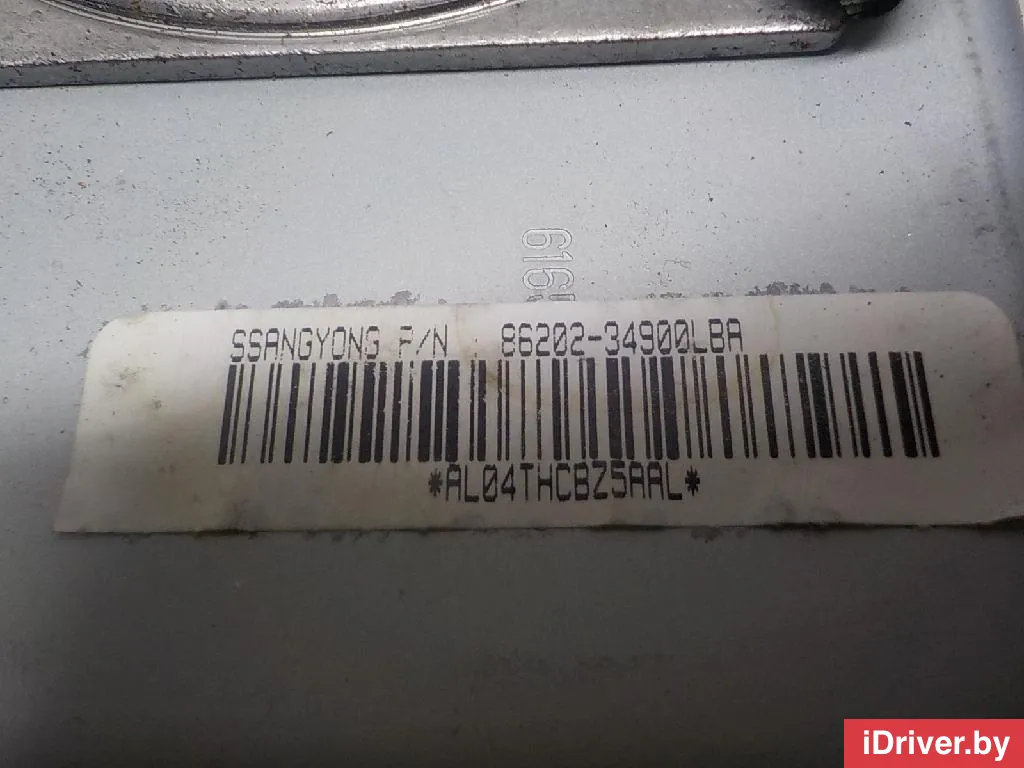 SSANGYONG P/N 86202-34900LBA
*AL04THCBZ5AAL*
iDriver.by